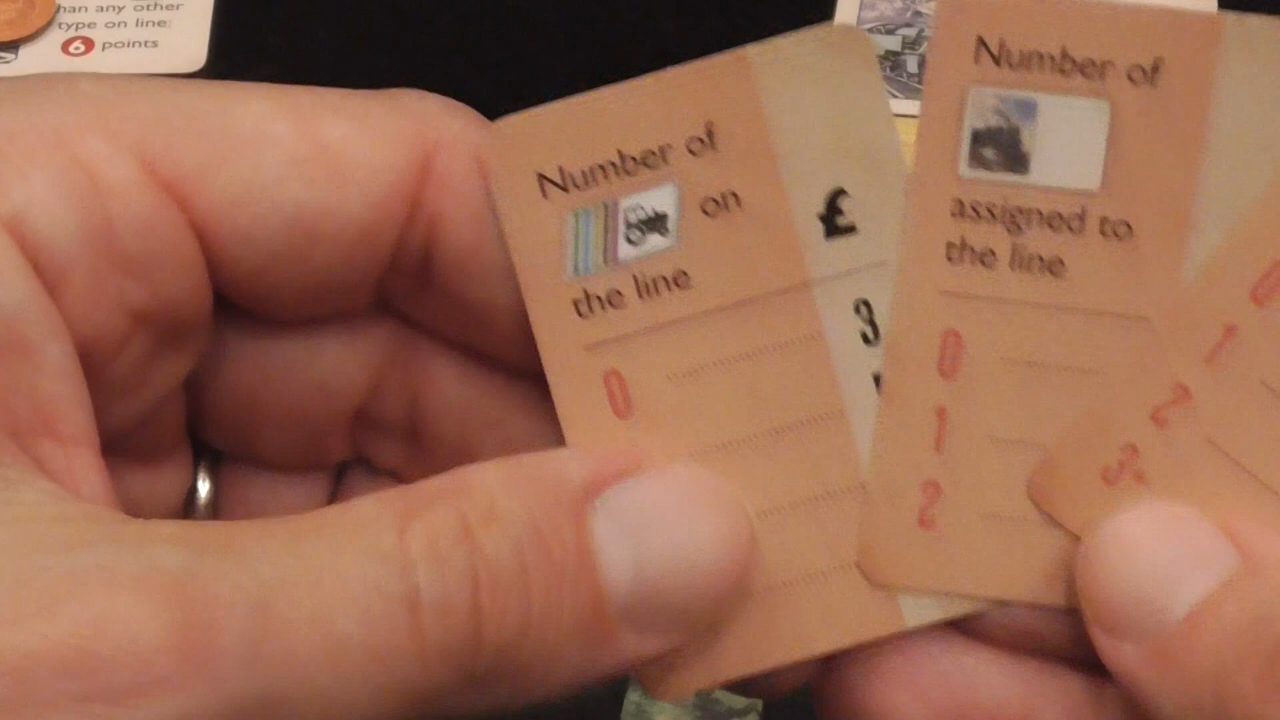 han any other
type on line:
6 points
Number of
on
the line
£
3
0
Number of
assigned to
the line
0
1
2
0
1
2
3